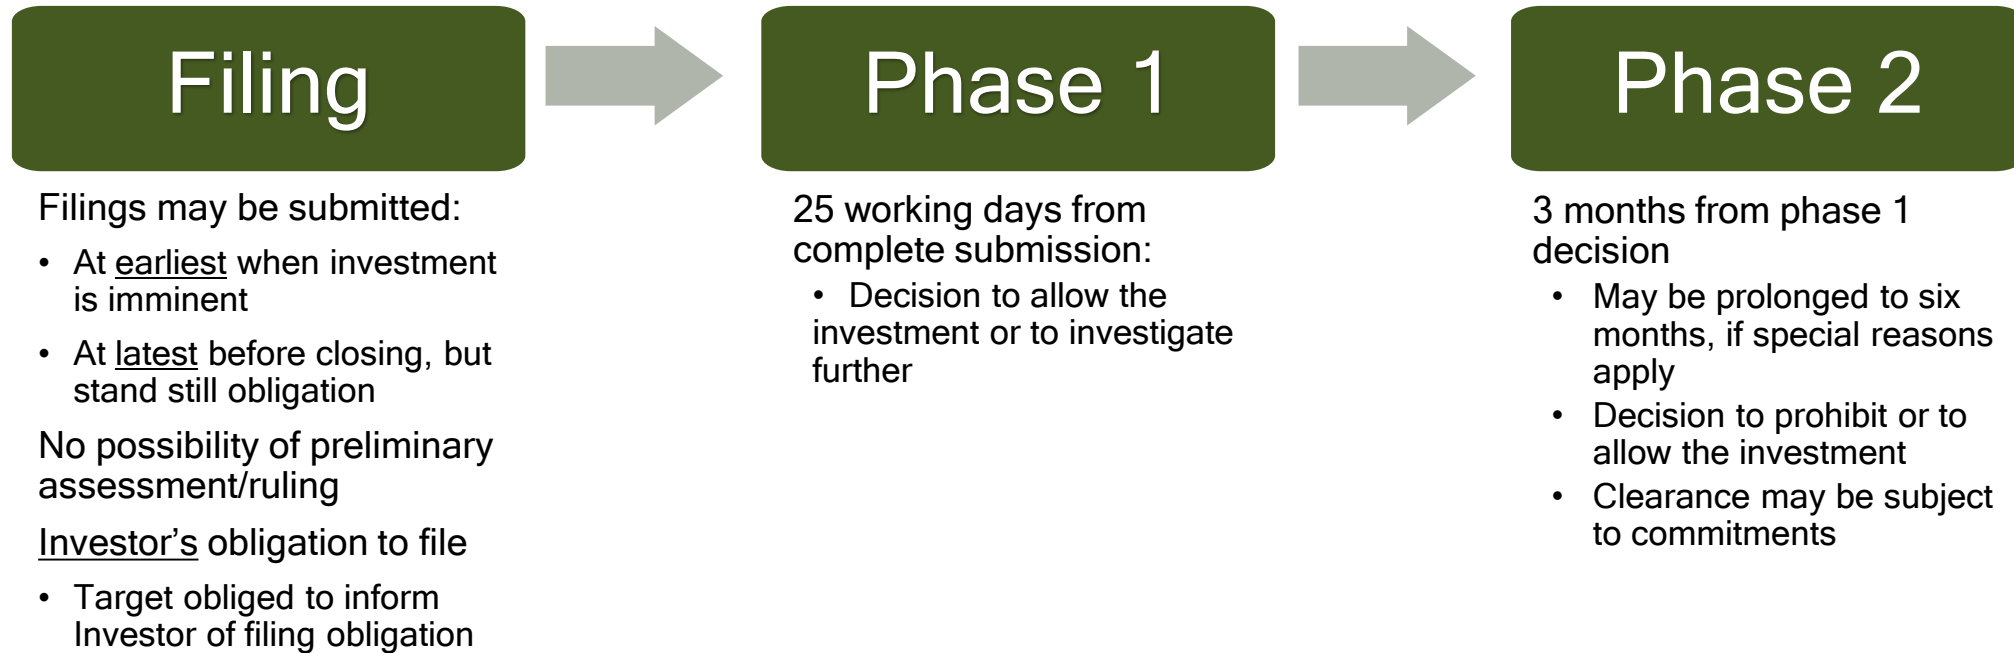 Filing
Filings may be submitted:
• At earliest when investment
is imminent
• At latest before closing, but
stand still obligation
No possibility of preliminary
assessment/ruling
Investor’s obligation to file
• Target obliged to inform
Investor of filing obligation
Phase 1
25 working days from
complete submission:
• Decision to allow the
investment or to investigate
further
Phase 2
3 months from phase 1
decision
• May be prolonged to six
months, if special reasons
apply
• Decision to prohibit or to
allow the investment
• Clearance may be subject
to commitments